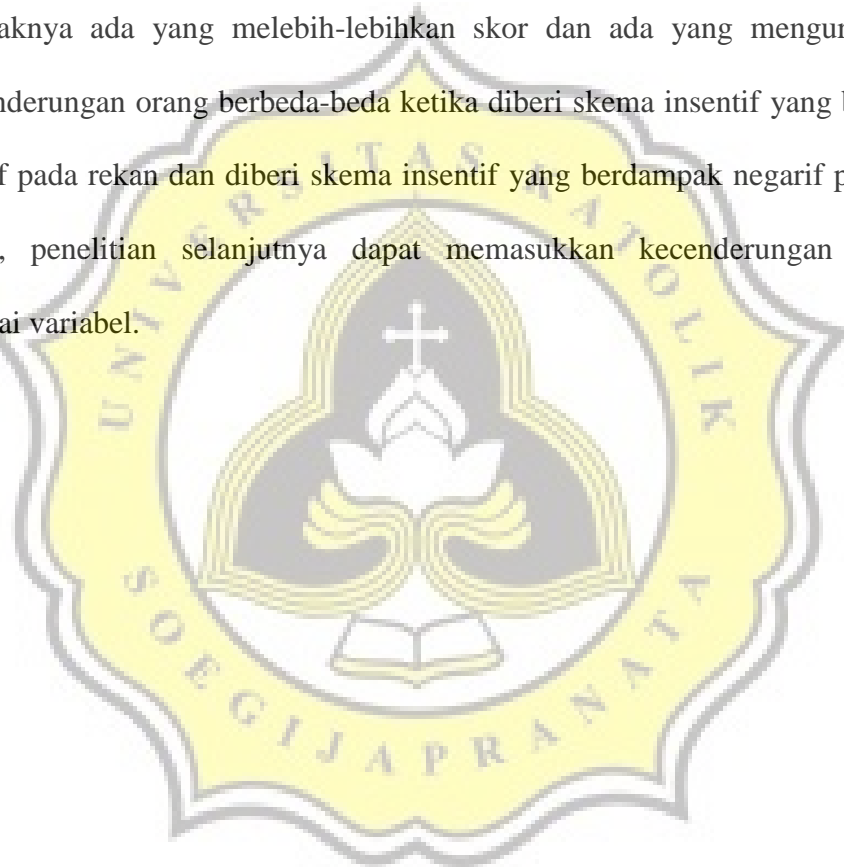 aknya ada yang melebih-lebihkan skor dan ada yang mengur
nderungan orang berbeda-beda ketika diberi skema insentif yang b
f pada rekan dan diberi skema insentif yang berdampak negarif p
, penelitian selanjutnya dapat memasukkan kecenderungan
ai variabel.
UNIVERSITAS KATOLIK
SOEGIJAPRANATA